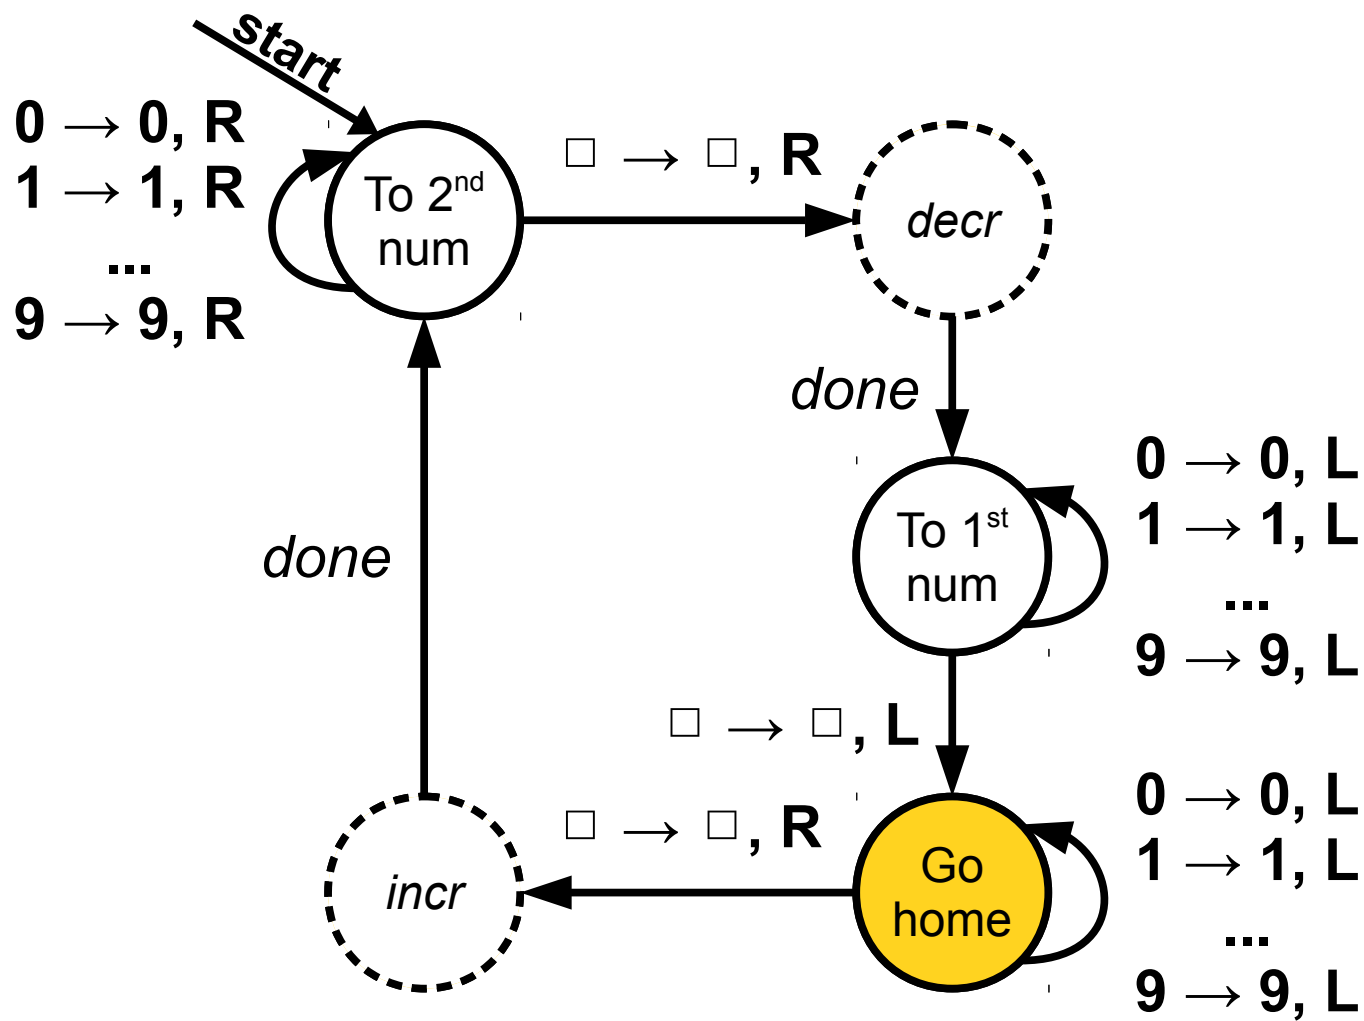 start
0 → 0, R
1 → 1, R
...
9 → 9, R
To 2nd
num
□ → □, R
decr
done
0 → 0, L
1 → 1, L
...
9 → 9, L
To 1st
num
done
□ → □, L
□ → □, R
incr
Go
home
0 → 0, L
1 → 1, L
...
9 → 9, L